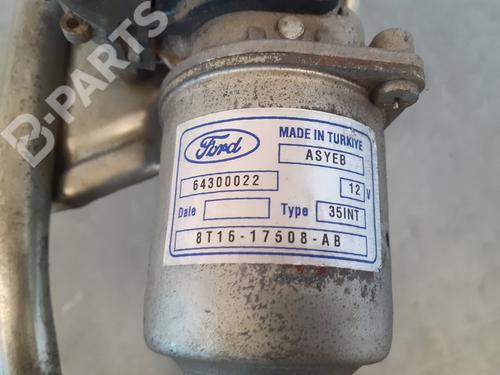 B-PARTS
Ford
MADE IN TURKIYE
ASYEB
64300022
12 V
Date
Type
35INT
8T16-17508-AB